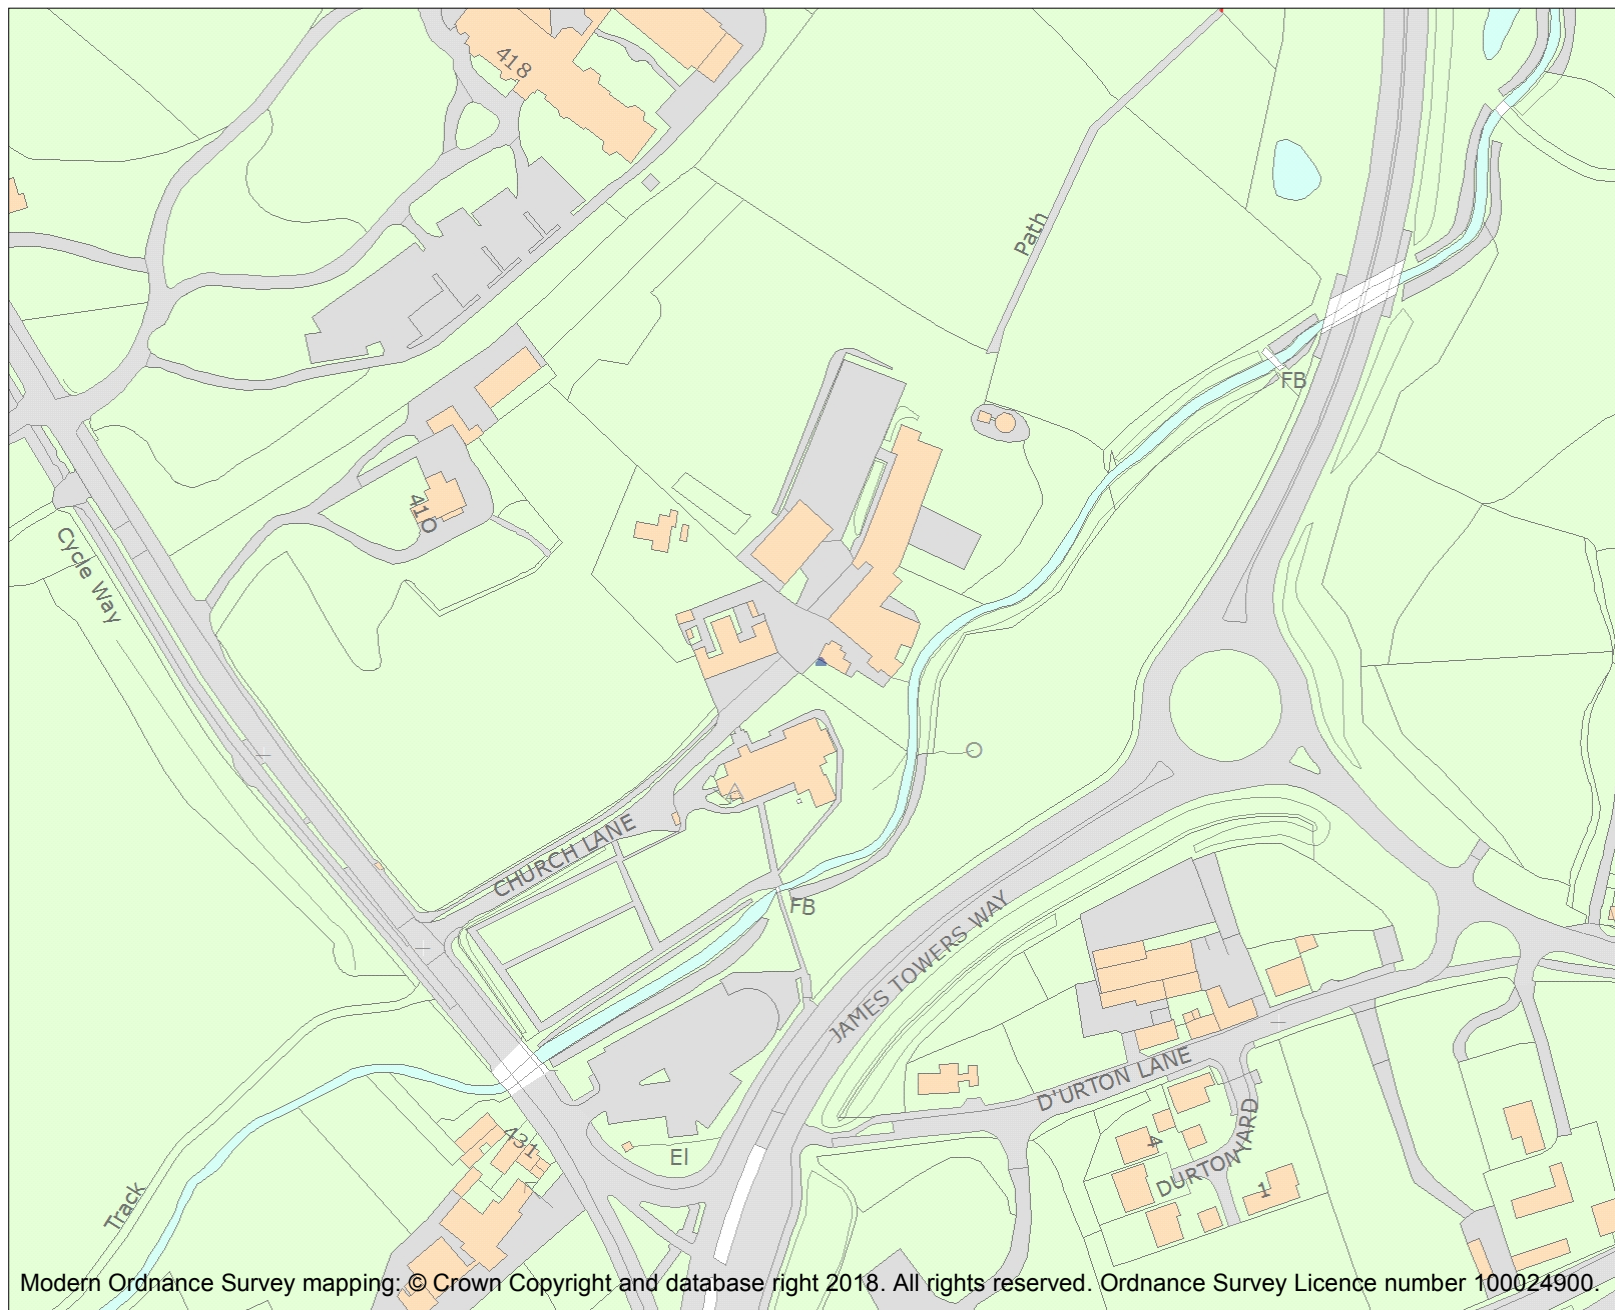 418
Path
FB
410
Cycle Way
CHURCH LANE
FB
JAMES TOWERS WAY
D'URTON LANE
431
El
4
DURTON YARD
1
Track
Modern Ordnance Survey mapping: © Crown Copyright and database right 2018. All rights reserved. Ordnance Survey Licence number 100024900.